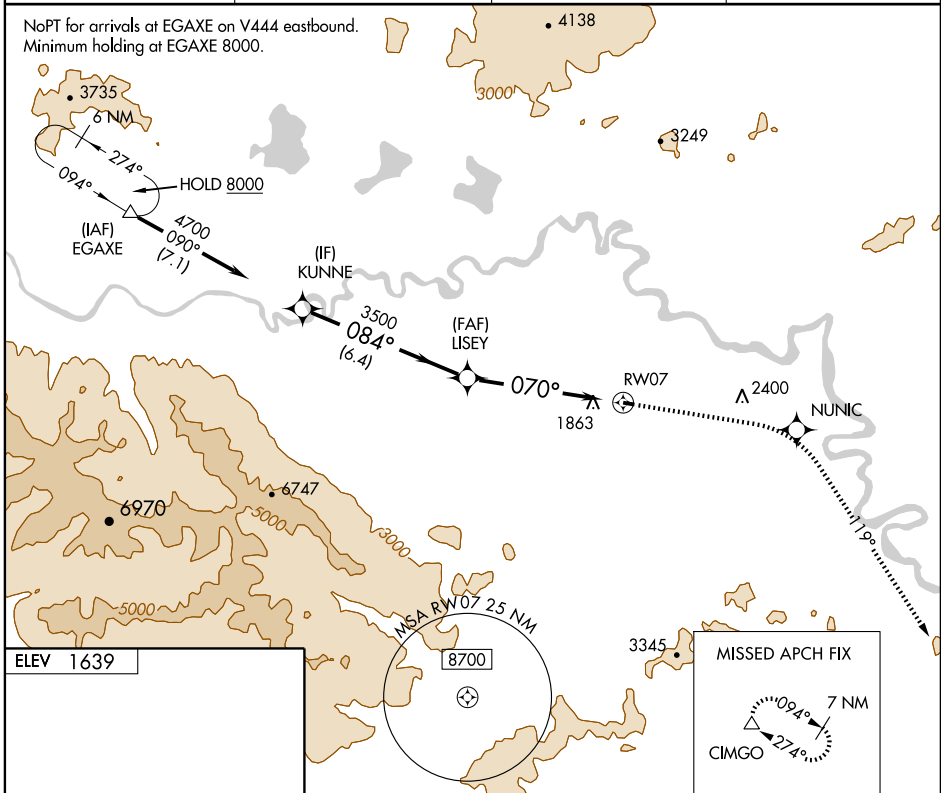 NoPT for arrivals at EGAXE on V444 eastbound.
Minimum holding at EGAXE 8000.
4138
3000
3735
6 NM
3249
274°
094°
HOLD 8000
(IAF)
EGAXE
4700
090°
(7.1)
(IF)
KUNNE
3500
084°
(6.4)
(FAF)
LISEY
070°
RW07
1863
2400
NUNIC
119°
6747
6970
5000
3000
5000
MSA RW07 25 NM
8700
3345
ELEV 1639
MISSED APCH FIX
7 NM
094°
274°
CIMGO